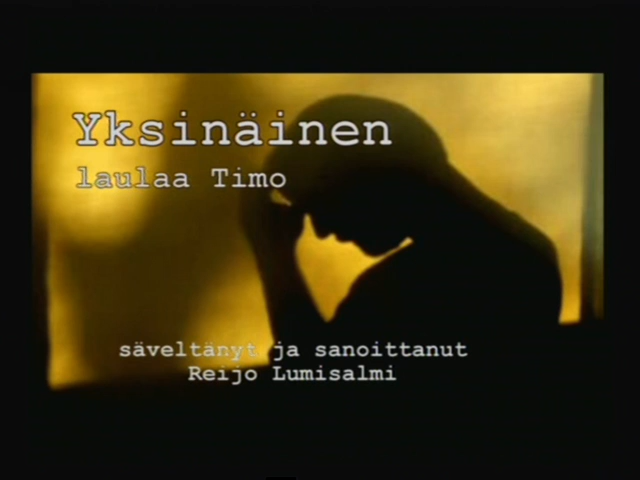 Yksinäinen
laulaa Timo
säveltänyt ja sanoittanut
Reijo Lumisalmi